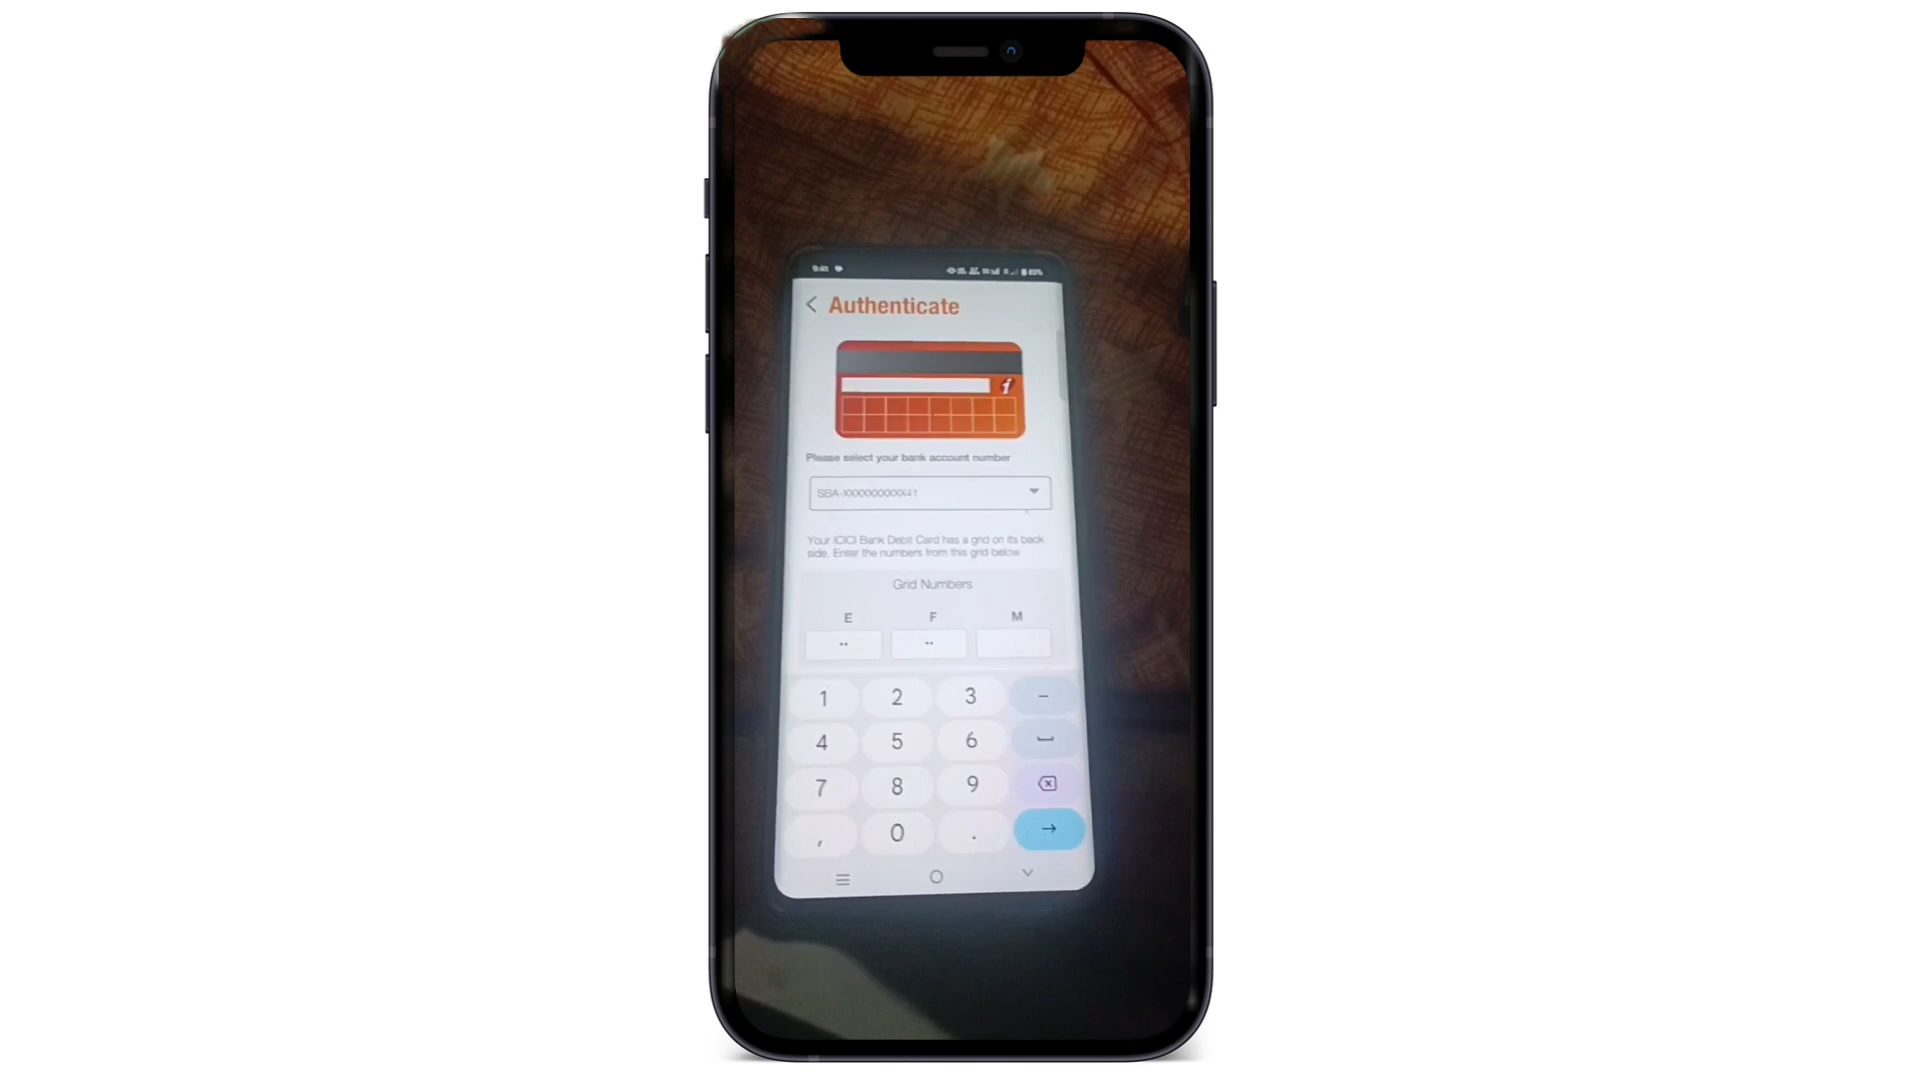 Authenticate
i
Please select your bank account number
Your ICICI Bank Debit Card has a grid on its back
side. Enter the numbers from this grid below
Grid Numbers
E F M
** **
1 2 3 -
4 5 6
7 8 9
, 0 .